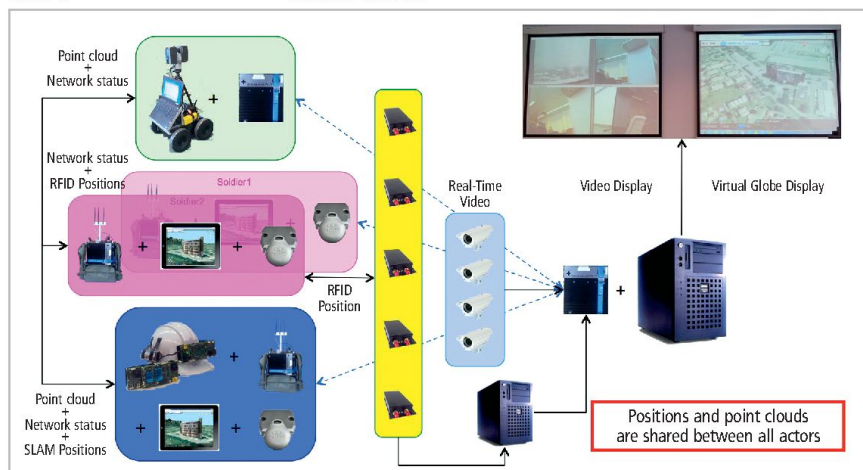 Point cloud
+
Network status
+
Network status
+
RFID Positions
Soldier1
Soldier2
+
+
+
RFID
Position
Real-Time
Video
Video Display
Virtual Globe Display
+
+
+
+
Point cloud
+
Network status
+
SLAM Positions
Positions and point clouds
are shared between all actors